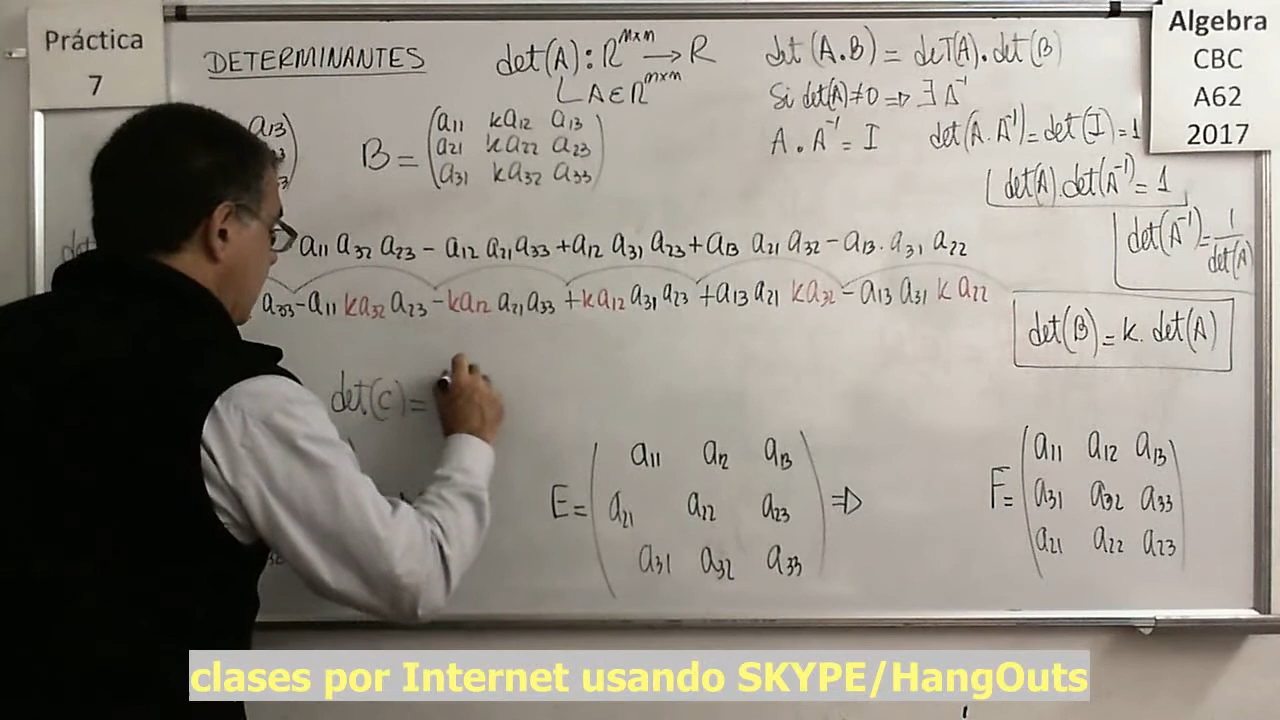 Práctica
7
DETERMINANTES
det(A): R^{m×m} → R
A ∈ R^{m×m}
det(A.B) = deT(A).det(B)
Si det(A)≠0 ⇒ ∃ A^{-1}
A.A^{-1} = I
det(A.A^{-1}) = det(I) = 1
det(A).det(A^{-1}) = 1
det(A^{-1}) = 1/det(A)
Algebra
CBC
A62
2017
a13
B = (a11 ka12 a13
a21 ka22 a23
a31 ka32 a33)
a11 a32 a23 - a12 a21 a33 + a12 a31 a23 + a13 a21 a32 - a13. a31 a22
a33 - a11 ka32 a23 - ka12 a21 a33 + ka12 a31 a23 + a13 a21 ka32 - a13 a31 k a22
det(B) = k. det(A)
det(C) =
E = (a11 a12 a13
a21 a22 a23
a31 a32 a33) ⇒
F = (a11 a12 a13
a31 a32 a33
a21 a22 a23)
clases por Internet usando SKYPE/HangOuts